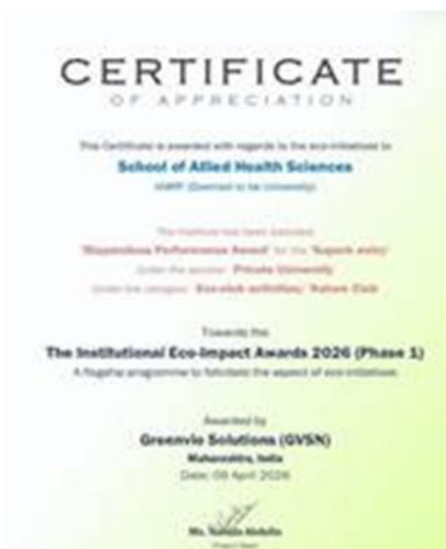 CERTIFICATE
OF APPRECIATION
This Certificate is awarded with regards to the eco-initiatives to
School of Allied Health Sciences
(Deemed to be University)
The Institute has been
Performance Award' for the 'Superb entry'
under the section 'Private University'
under the category 'Eco-club activities/ Nature Club
Towards the
The Institutional Eco-Impact Awards 2026 (Phase 1)
A flagship programme to felicitate the aspect of eco-initiatives
Awarded by
Greenvio Solutions (GVSN)
Maharashtra, India
Date: 08 April 2026
Ms.